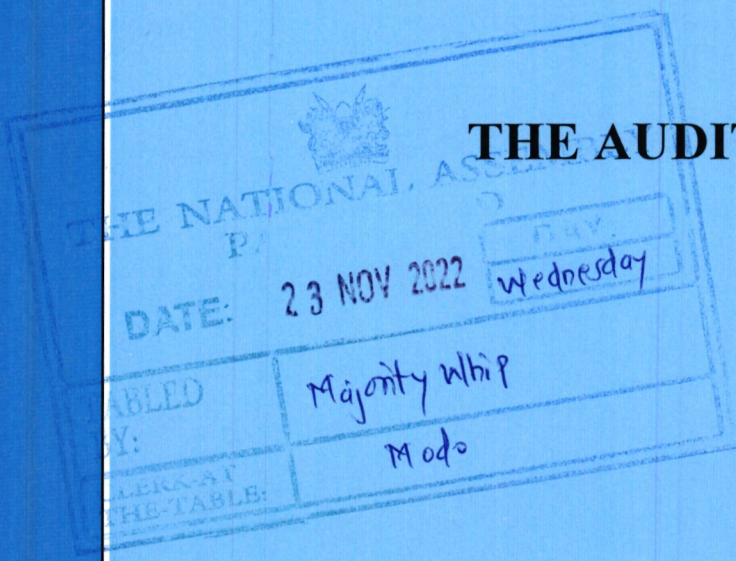 THE AUDIT
THE NATIONAL ASSEMBLY
DATE: 23 NOV 2022
DAY.
Wednesday
TABLED
BY:
Majority Whip
CLERK-AT
THE-TABLE:
Modo